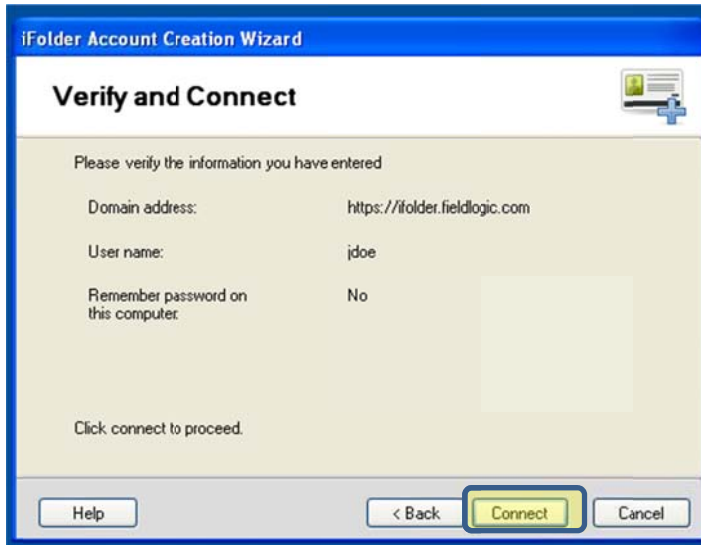 iFolder Account Creation Wizard
Verify and Connect
Please verify the information you have entered
Domain address: https://ifolder.fieldlogic.com
User name: jdoe
Remember password on No
this computer.
Click connect to proceed.
Help < Back Connect Cancel